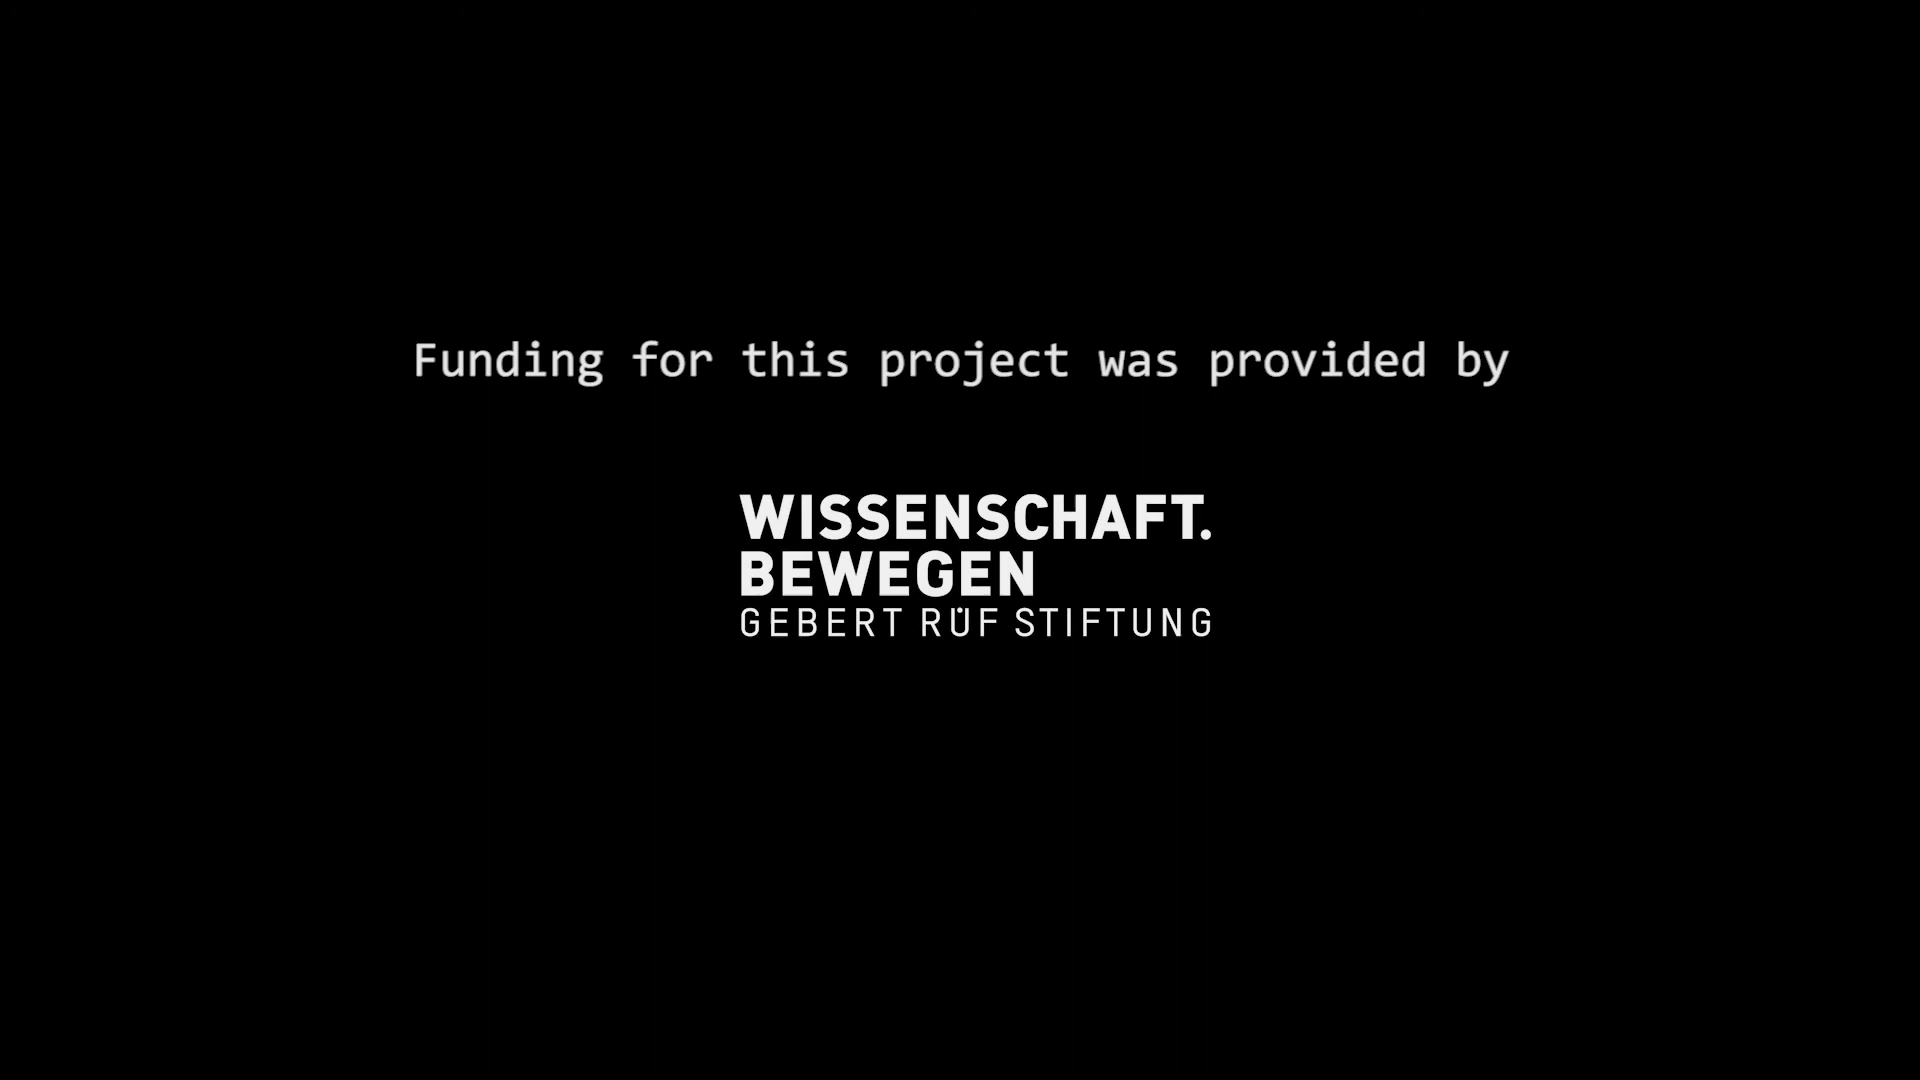 Funding for this project was provided by
WISSENSCHAFT.
BEWEGEN
GEBERT RÜF STIFTUNG